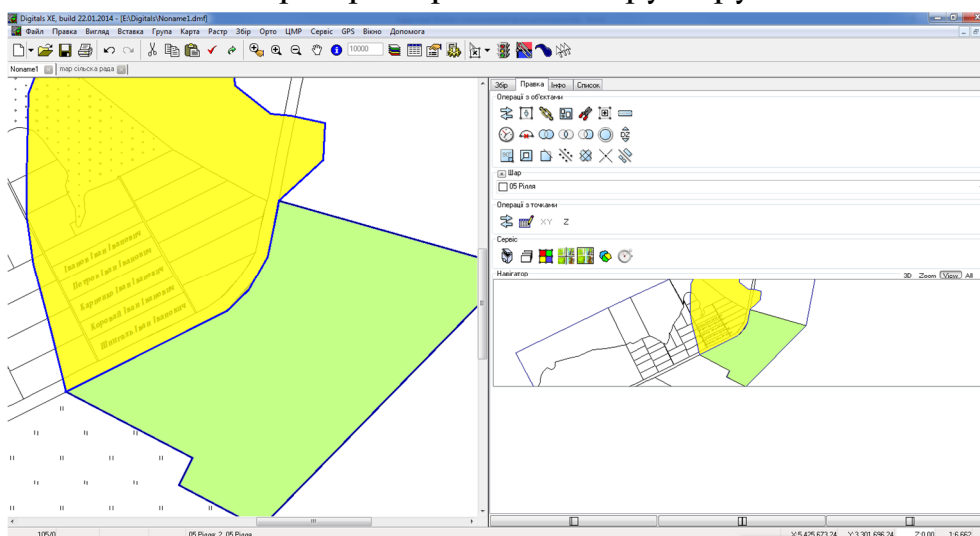 Digitals XE, build 22.01.2014 - [E:\Digitals\Noname1.dmf]
Файл Правка Вигляд Вставка Група Карта Растр Збір Орто ЦМР Сервіс GPS Вікно Допомога
10000
Noname1 map сільска рада
Збір Правка Інфо Список
Операції з об'єктами
Шар
05 Рілля
Операції з точками
XY Z
Сервіс
Навігатор 3D Zoom View All
Іванов Іван Іванович
Петров Іван Іванович
Карпенко Іван Іванович
Коровай Іван Іванович
Шпигель Іван Іванович
105/0 05 Рілля: 2, 05 Рілля X:5 425 673.24 Y:3 301 696.24 Z:0.00 1:6 662